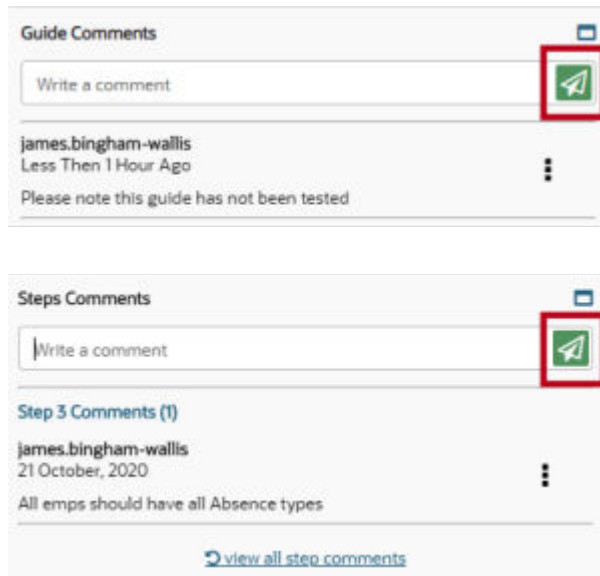 Guide Comments
Write a comment
james.bingham-wallis
Less Then 1 Hour Ago
Please note this guide has not been tested
Steps Comments
Write a comment
Step 3 Comments (1)
james.bingham-wallis
21 October, 2020
All emps should have all Absence types
view all step comments